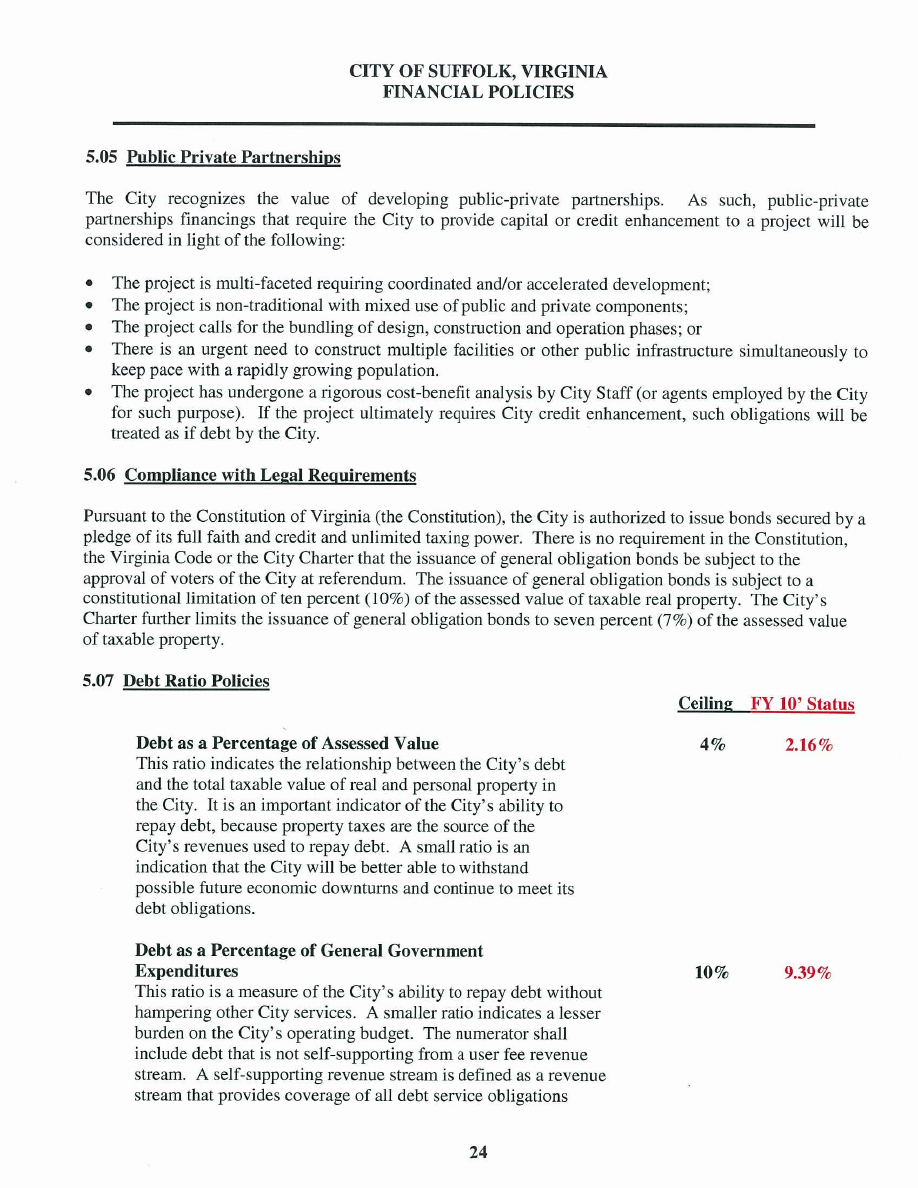 CITY OF SUFFOLK, VIRGINIA
FINANCIAL POLICIES
5.05 Public Private Partnerships
The City recognizes the value of developing public-private partnerships. As such, public-private
partnerships financings that require the City to provide capital or credit enhancement to a project will be
considered in light of the following:
• The project is multi-faceted requiring coordinated and/or accelerated development;
• The project is non-traditional with mixed use of public and private components;
• The project calls for the bundling of design, construction and operation phases; or
• There is an urgent need to construct multiple facilities or other public infrastructure simultaneously to
keep pace with a rapidly growing population.
• The project has undergone a rigorous cost-benefit analysis by City Staff (or agents employed by the City
for such purpose). If the project ultimately requires City credit enhancement, such obligations will be
treated as if debt by the City.
5.06 Compliance with Legal Requirements
Pursuant to the Constitution of Virginia (the Constitution), the City is authorized to issue bonds secured by a
pledge of its full faith and credit and unlimited taxing power. There is no requirement in the Constitution,
the Virginia Code or the City Charter that the issuance of general obligation bonds be subject to the
approval of voters of the City at referendum. The issuance of general obligation bonds is subject to a
constitutional limitation of ten percent (10%) of the assessed value of taxable real property. The City's
Charter further limits the issuance of general obligation bonds to seven percent (7%) of the assessed value
of taxable property.
5.07 Debt Ratio Policies
Ceiling FY 10' Status
Debt as a Percentage of Assessed Value 4% 2.16%
This ratio indicates the relationship between the City's debt
and the total taxable value of real and personal property in
the City. It is an important indicator of the City's ability to
repay debt, because property taxes are the source of the
City's revenues used to repay debt. A small ratio is an
indication that the City will be better able to withstand
possible future economic downturns and continue to meet its
debt obligations.
Debt as a Percentage of General Government
Expenditures 10% 9.39%
This ratio is a measure of the City's ability to repay debt without
hampering other City services. A smaller ratio indicates a lesser
burden on the City's operating budget. The numerator shall
include debt that is not self-supporting from a user fee revenue
stream. A self-supporting revenue stream is defined as a revenue
stream that provides coverage of all debt service obligations
24